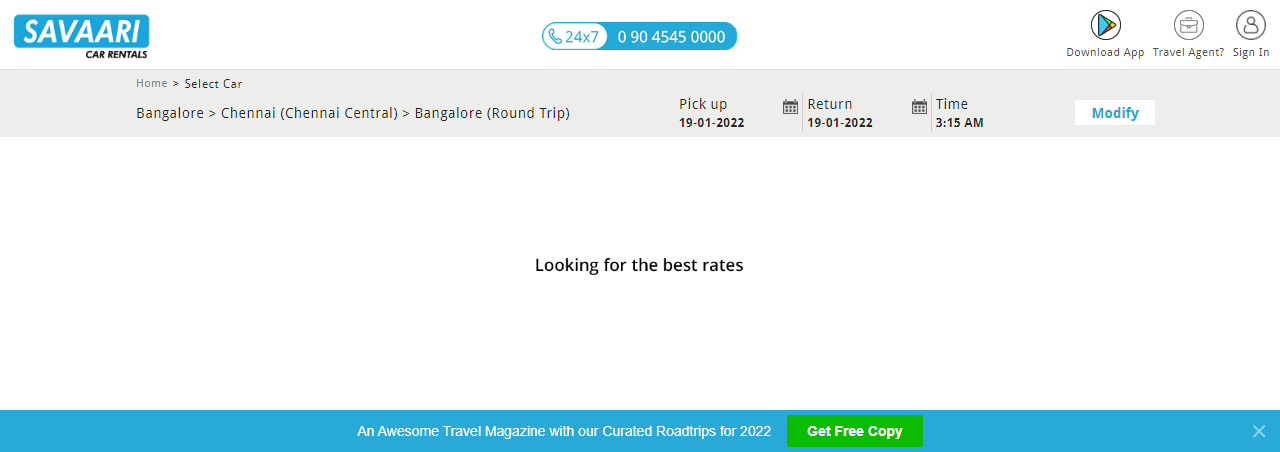 SAVAARI
CAR RENTALS
24x7 0 90 4545 0000
Download App Travel Agent? Sign In
Home > Select Car
Bangalore > Chennai (Chennai Central) > Bangalore (Round Trip)
Pick up Return Time
19-01-2022 19-01-2022 3:15 AM
Modify
Looking for the best rates
An Awesome Travel Magazine with our Curated Roadtrips for 2022 Get Free Copy